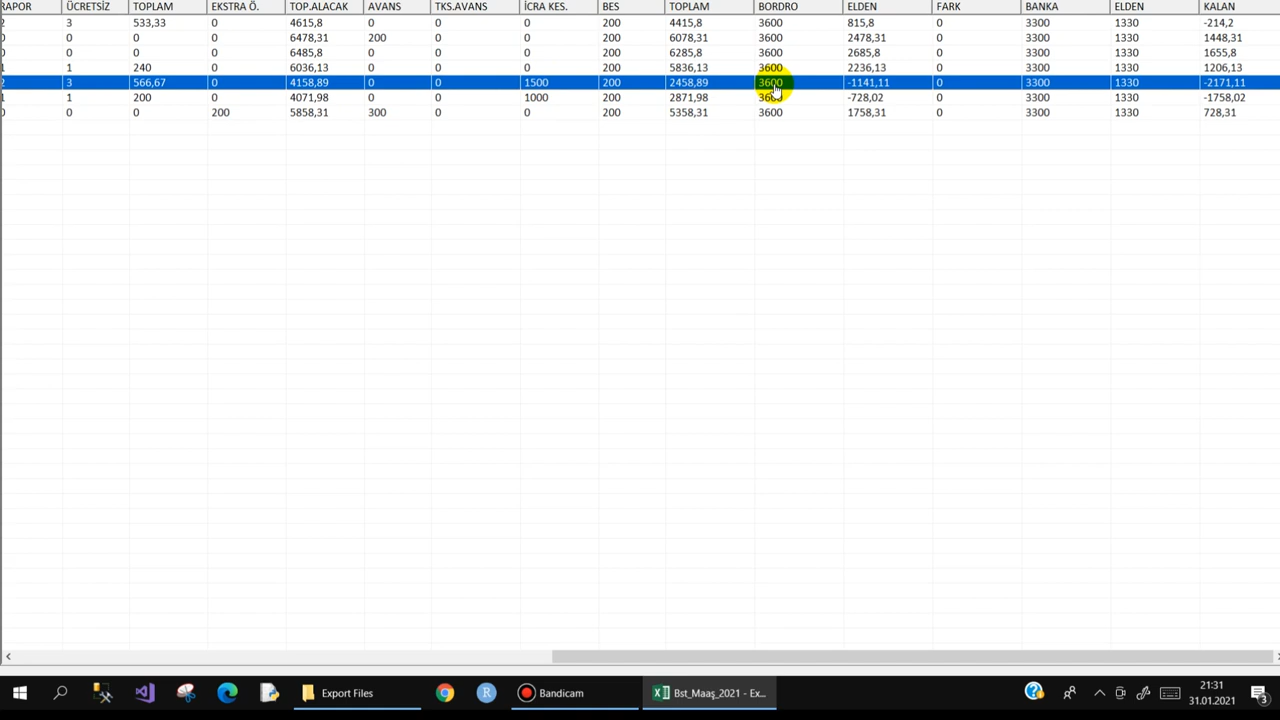 RAPOR ÜCRETSİZ TOPLAM EKSTRA Ö. TOP.ALACAK AVANS TKS.AVANS İCRA KES. BES TOPLAM BORDRO ELDEN FARK BANKA ELDEN KALAN
3 533,33 0 4615,8 0 0 0 200 4415,8 3600 815,8 0 3300 1330 -214,2
0 0 0 0 6478,31 200 0 0 200 6078,31 3600 2478,31 0 3300 1330 1448,31
0 0 0 0 6485,8 0 0 0 200 6285,8 3600 2685,8 0 3300 1330 1655,8
1 1 240 0 6036,13 0 0 0 200 5836,13 3600 2236,13 0 3300 1330 1206,13
2 3 566,67 0 4158,89 0 0 1500 200 2458,89 3600 -1141,11 0 3300 1330 -2171,11
1 1 200 0 4071,98 0 0 1000 200 2871,98 3600 -728,02 0 3300 1330 -1758,02
0 0 0 200 5858,31 300 0 0 200 5358,31 3600 1758,31 0 3300 1330 728,31
Export Files
R
Bandicam
Bst_Maaş_2021 - Ex...
21:31
31.01.2021
3